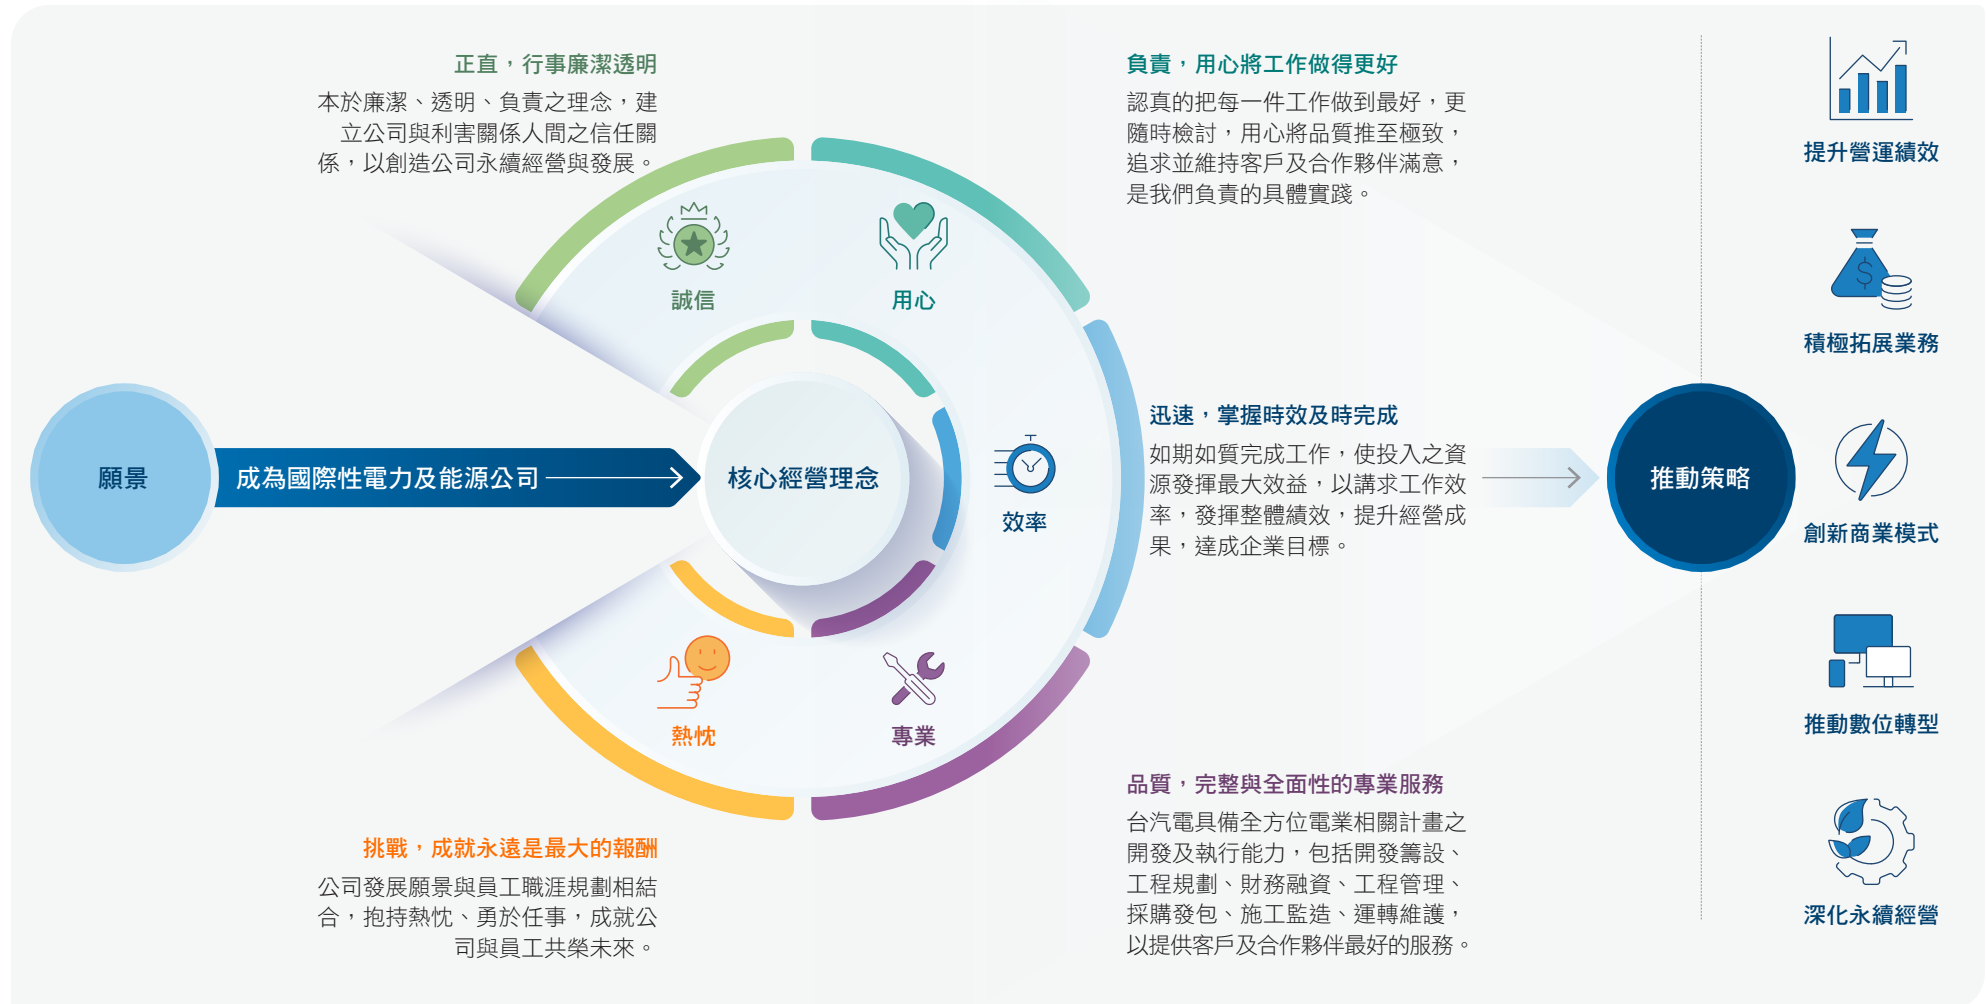 願景
成為國際性電力及能源公司
核心經營理念
正直，行事廉潔透明
本於廉潔、透明、負責之理念，建
立公司與利害關係人間之信任關
係，以創造公司永續經營與發展。
誠信
負責，用心將工作做得更好
認真的把每一件工作做到最好，更
隨時檢討，用心將品質推至極致，
追求並維持客戶及合作夥伴滿意，
是我們負責的具體實踐。
用心
迅速，掌握時效及時完成
如期如質完成工作，使投入之資
源發揮最大效益，以請求工作效
率，發揮整體績效，提升經營成
果，達成企業目標。
效率
品質，完整與全面性的專業服務
台汽電具備全方位電業相關計畫之
開發及執行能力，包括開發籌設、
工程規劃、財務融資、工程管理、
採購發包、施工監造、運轉維護，
以提供客戶及合作夥伴最好的服務。
專業
挑戰，成就永遠是最大的報酬
公司發展願景與員工職涯規劃相結
合，抱持熱忱、勇於任事，成就公
司與員工共榮未來。
熱忱
推動策略
提升營運績效
積極拓展業務
$
創新商業模式
推動數位轉型
深化永續經營